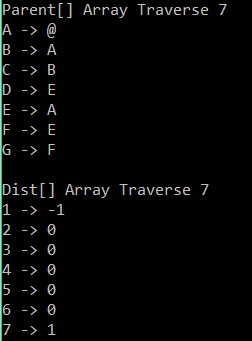 Parent[] Array Traverse 7
A -> @
B -> A
C -> B
D -> E
E -> A
F -> E
G -> F
Dist[] Array Traverse 7
1 -> -1
2 -> 0
3 -> 0
4 -> 0
5 -> 0
6 -> 0
7 -> 1